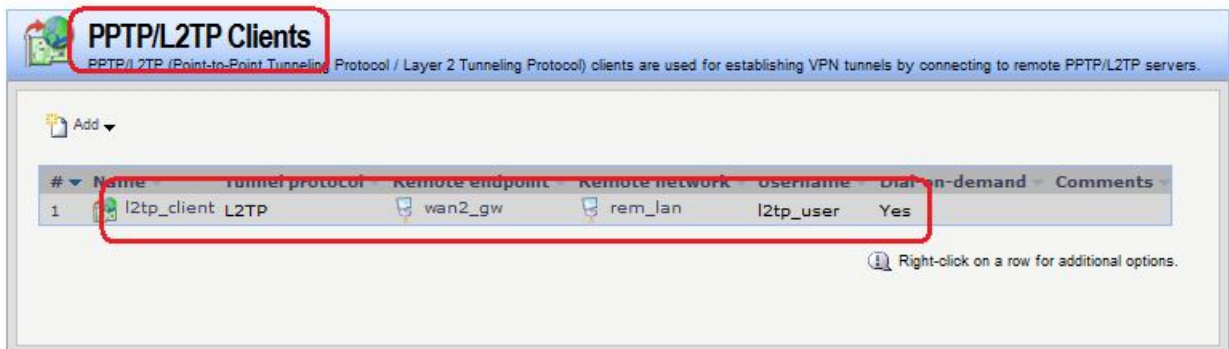 PPTP/L2TP Clients
PPTP/L2TP (Point-to-Point Tunneling Protocol / Layer 2 Tunneling Protocol) clients are used for establishing VPN tunnels by connecting to remote PPTP/L2TP servers.
Add
# Name Tunnel protocol Remote endpoint Remote network Username Dial-on-demand Comments
1 l2tp_client L2TP wan2_gw rem_lan l2tp_user Yes
Right-click on a row for additional options.